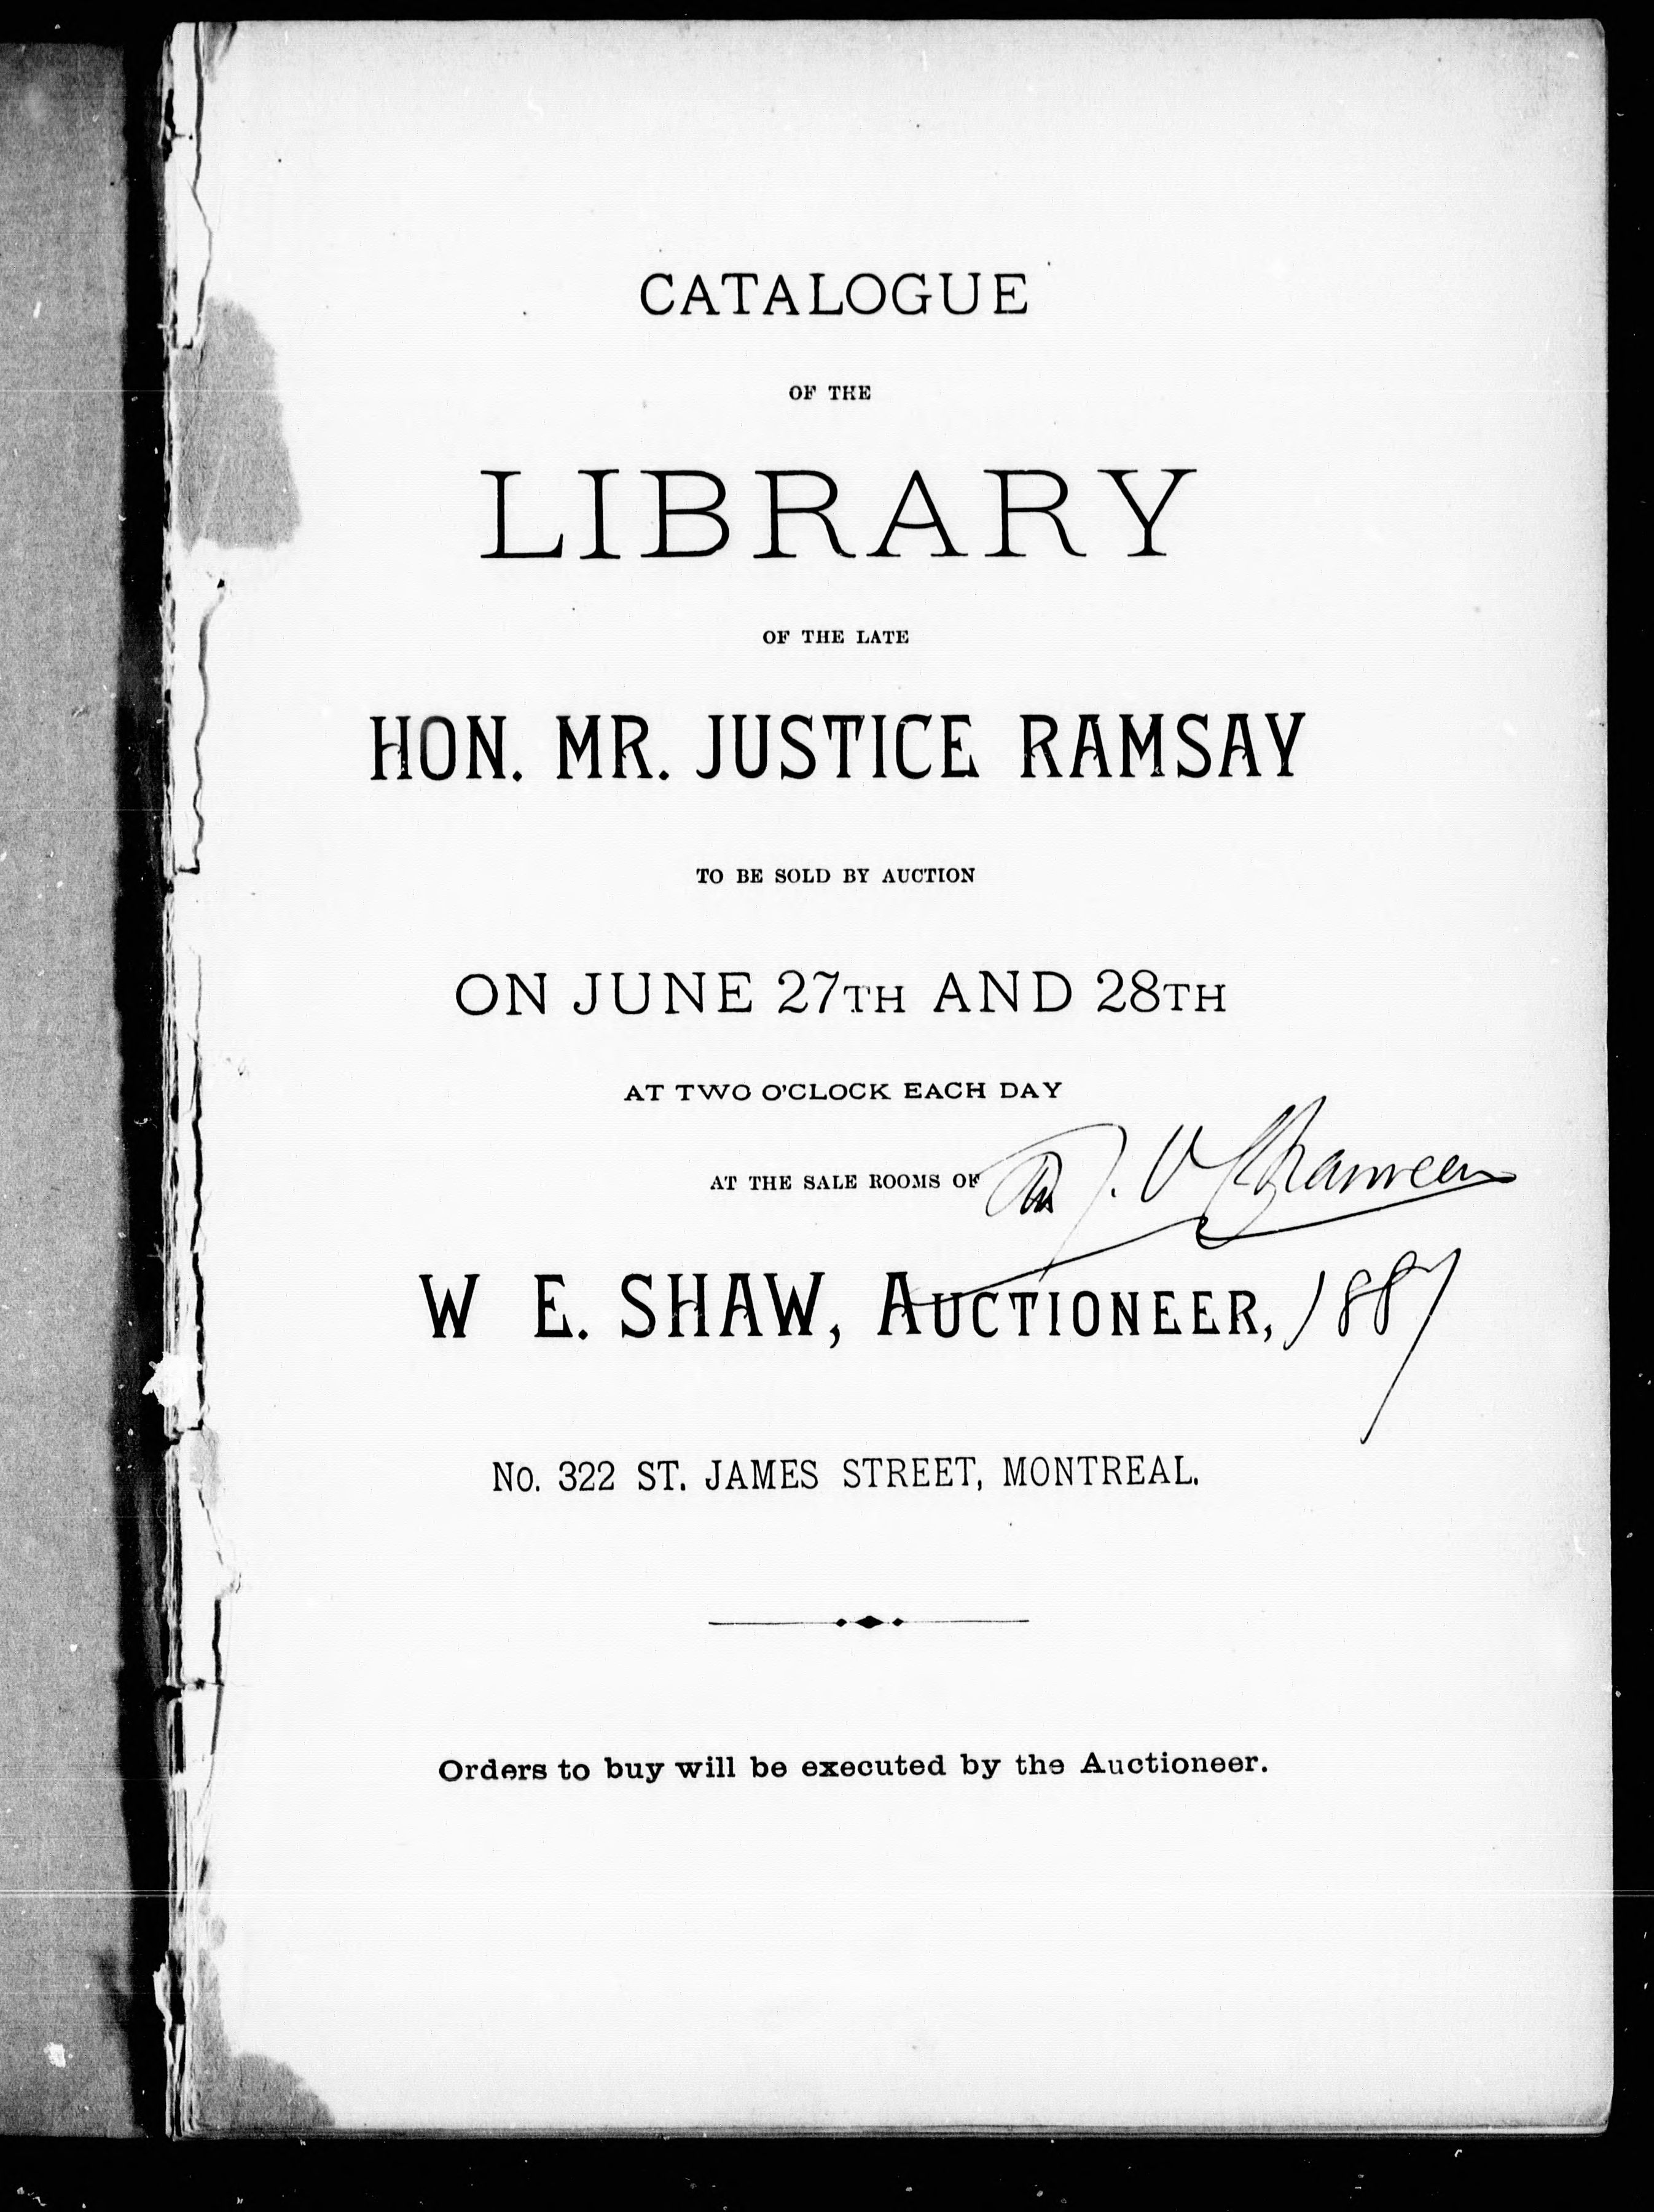 CATALOGUE
OF THE
LIBRARY
OF THE LATE
HON. MR. JUSTICE RAMSAY
TO BE SOLD BY AUCTION
ON JUNE 27TH AND 28TH
AT TWO O'CLOCK EACH DAY
AT THE SALE ROOMS OF
W E. SHAW, AUCTIONEER, 1887
No. 322 ST. JAMES STREET, MONTREAL.
Orders to buy will be executed by the Auctioneer.